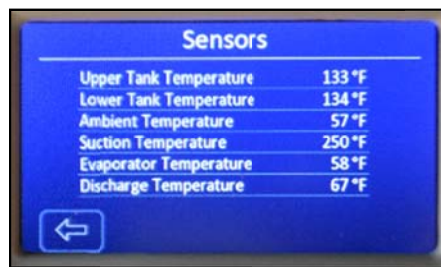 Sensors
Upper Tank Temperature 133 °F
Lower Tank Temperature 134 °F
Ambient Temperature 57 °F
Suction Temperature 250 °F
Evaporator Temperature 58 °F
Discharge Temperature 67 °F